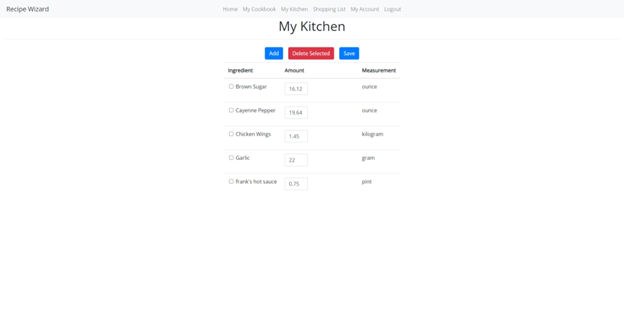 Recipe Wizard Home My Cookbook My Kitchen Shopping List My Account Logout
My Kitchen
Add Delete Selected Save
Ingredient Amount Measurement
Brown Sugar 16.12 ounce
Cayenne Pepper 19.64 ounce
Chicken Wings 1.45 kilogram
Garlic 22 gram
frank's hot sauce 0.75 pint